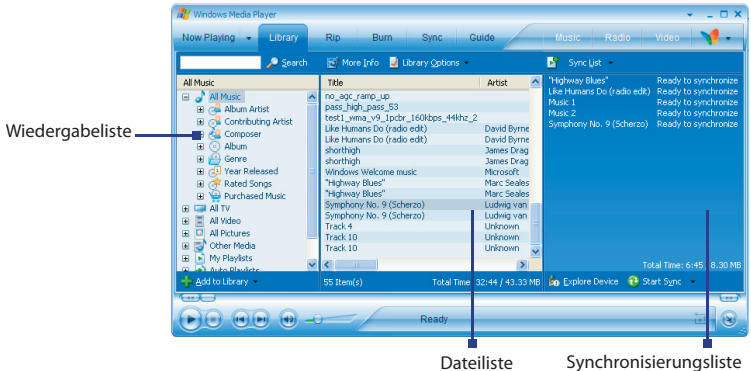 Windows Media Player
Now Playing Library Rip Burn Sync Guide Music Radio Video
Search More Info Library Options Sync List
All Music
All Music
Album Artist
Contributing Artist
Composer
Album
Genre
Year Released
Rated Songs
Purchased Music
All TV
All Video
All Pictures
Other Media
My Playlists
Auto Playlists
Add to Library
Wiedergabeliste
Title Artist
no_agc_ramp_up
pass_high_pass_53
test1_wma_v9_1pcbr_160kbps_44khz_2
Like Humans Do (radio edit) David Byrne
Like Humans Do (radio edit) David Byrne
shorthigh James Drag
shorthigh James Drag
Windows Welcome music Microsoft
"Highway Blues" Marc Seales
"Highway Blues" Marc Seales
Symphony No. 9 (Scherzo) Ludwig van
Symphony No. 9 (Scherzo) Ludwig van
Track 4 Unknown
Track 10 Unknown
Track 10 Unknown
55 Item(s) Total Time: 32:44 / 43.33 MB
"Highway Blues" Ready to synchronize
Like Humans Do (radio edit) Ready to synchronize
Music 1 Ready to synchronize
Music 2 Ready to synchronize
Symphony No. 9 (Scherzo) Ready to synchronize
Total Time: 6:45 8.30 MB
Explore Device Start Sync
Ready
Dateiliste Synchronisierungsliste